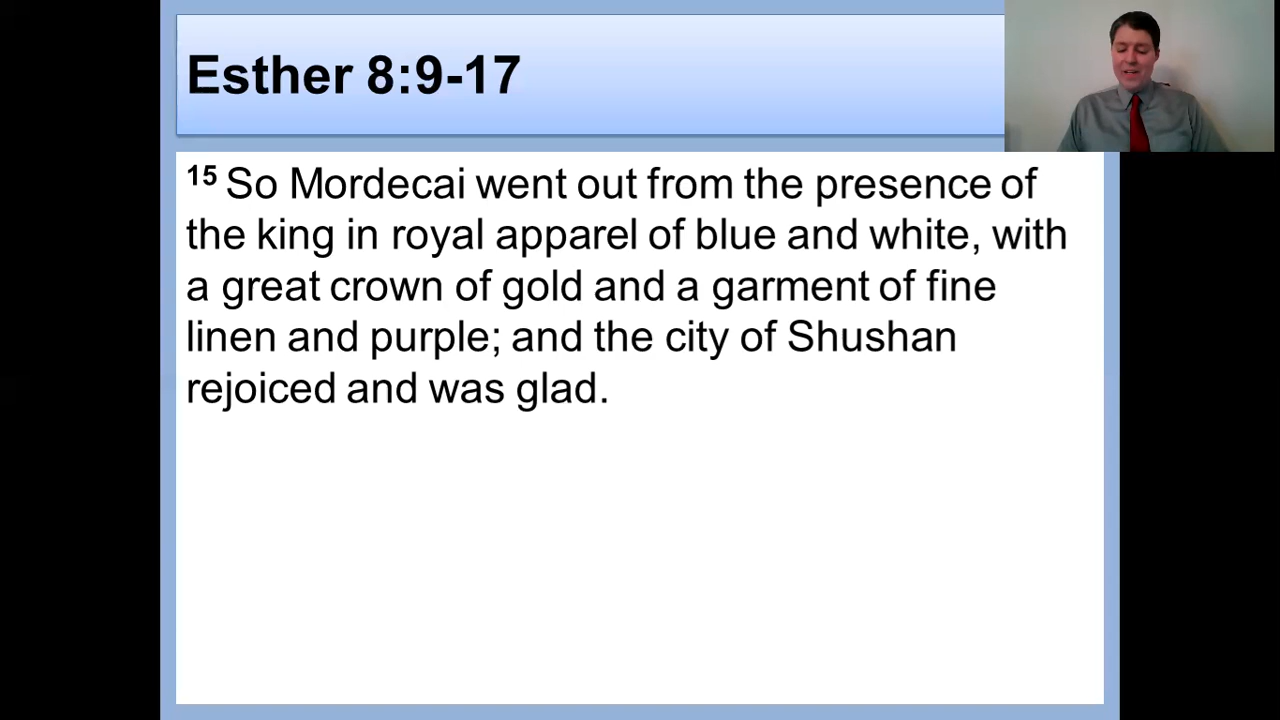 Esther 8:9-17
15 So Mordecai went out from the presence of
the king in royal apparel of blue and white, with
a great crown of gold and a garment of fine
linen and purple; and the city of Shushan
rejoiced and was glad.